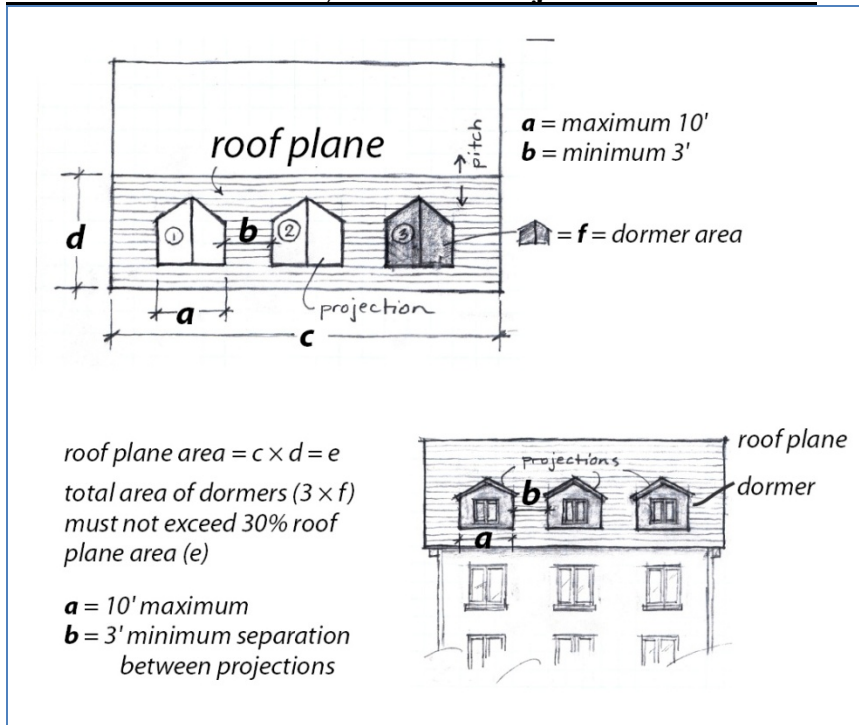 a = maximum 10'
b = minimum 3'
pitch
roof plane
d
1
b
2
3
= f = dormer area
a
projection
c
roof plane area = c × d = e
total area of dormers (3 × f)
must not exceed 30% roof
plane area (e)
a = 10' maximum
b = 3' minimum separation
between projections
roof plane
projections
dormer
b
a